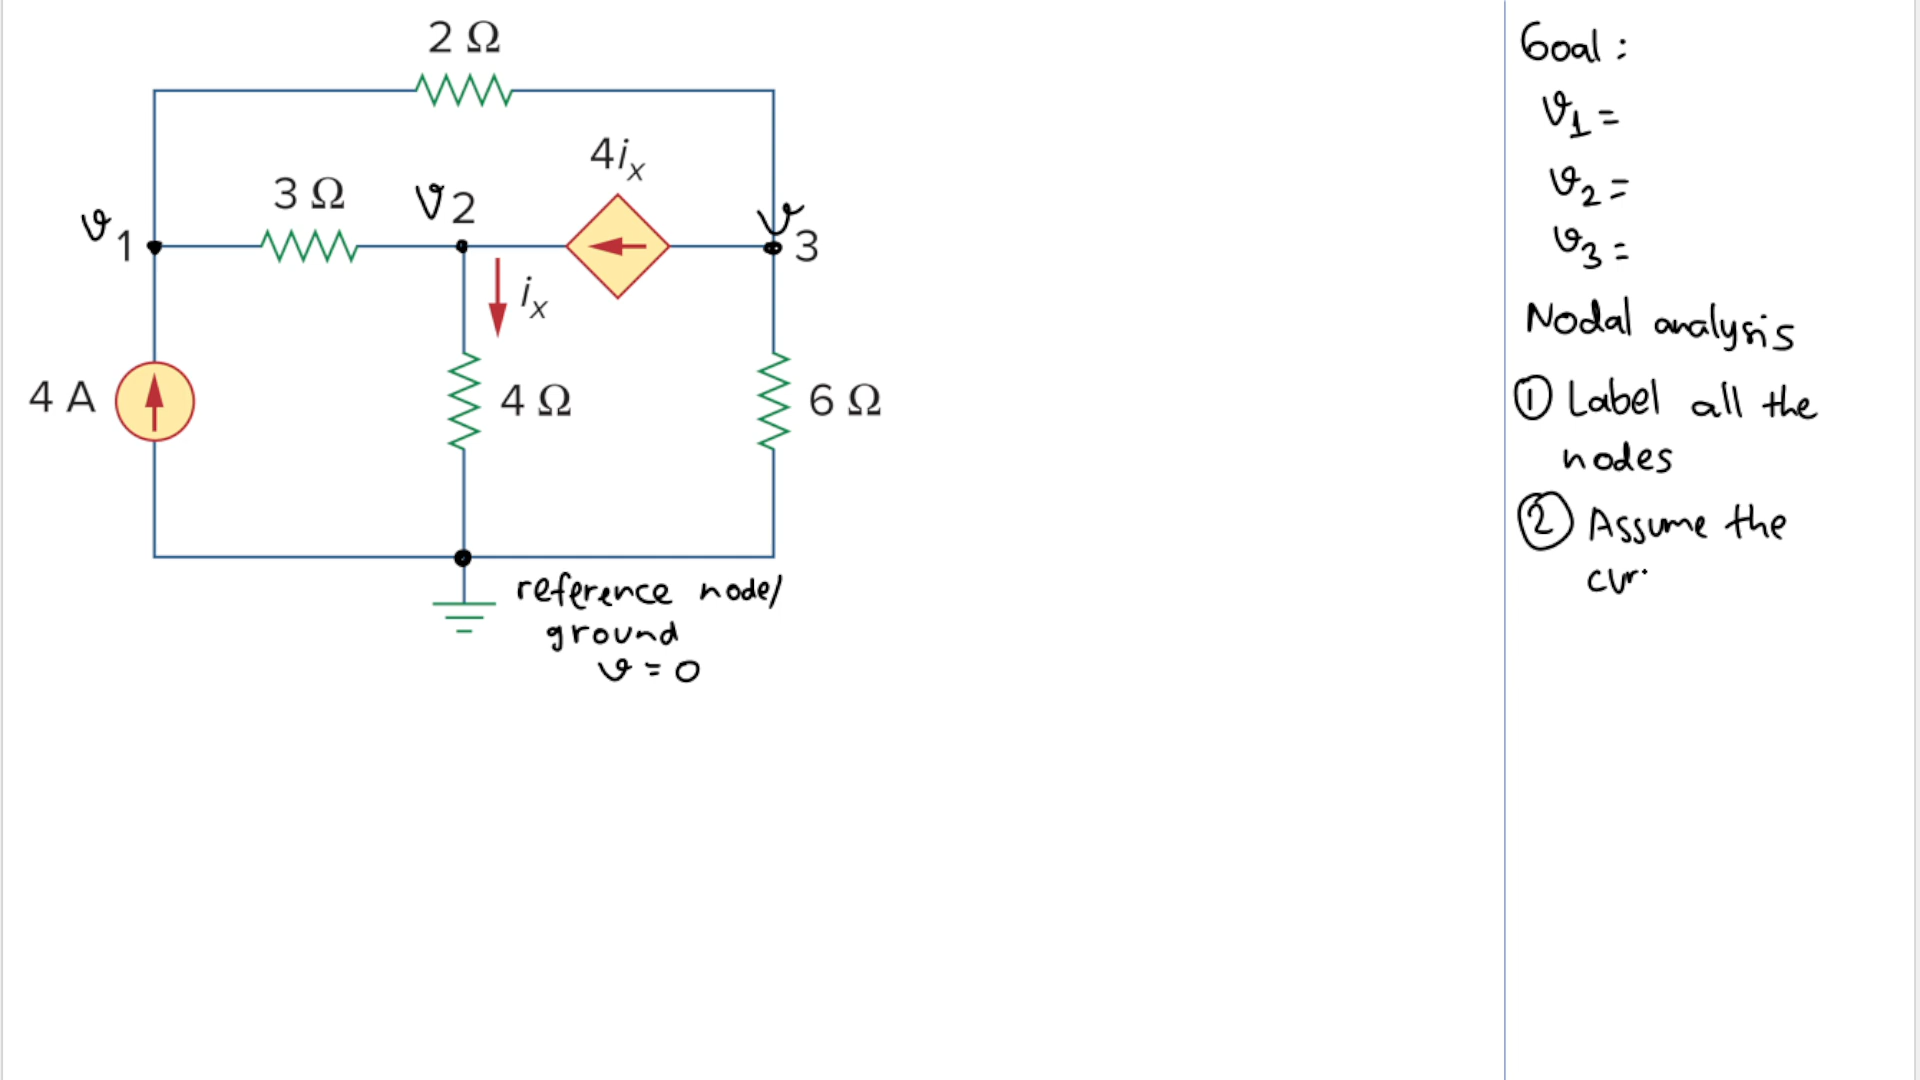 2 Ω
4iₓ
3 Ω
v₂
v₁
v₃
iₓ
4 A
4 Ω
6 Ω
reference node/
ground
v = 0
Goal :
v₁ =
v₂ =
v₃ =
Nodal analysis
① Label all the
nodes
② Assume the
cur